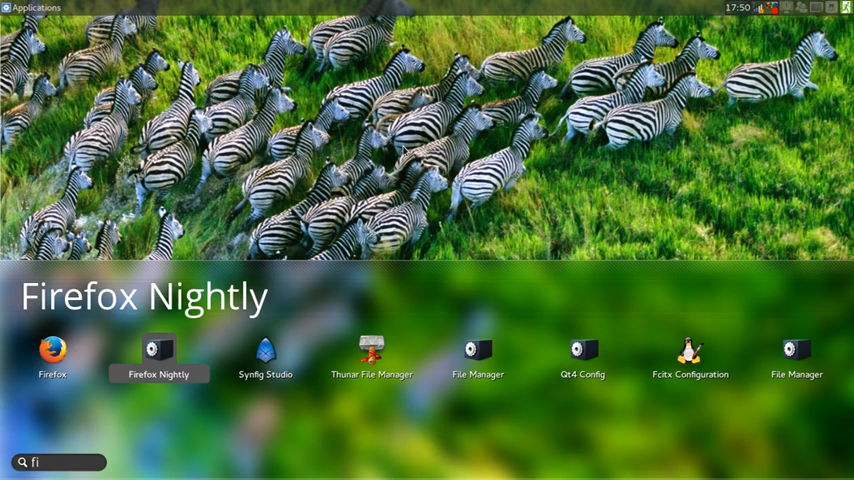 Applications
17:50
Firefox Nightly
Firefox
Firefox Nightly
Synfig Studio
Thunar File Manager
File Manager
Qt4 Config
Fcitx Configuration
File Manager
fi